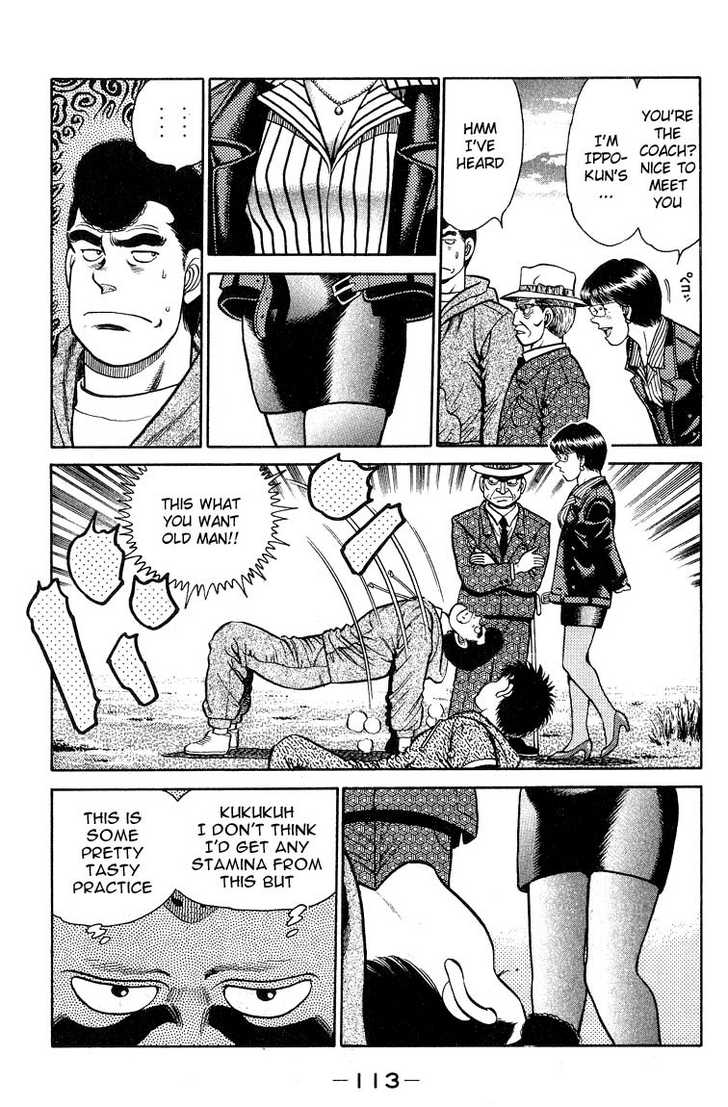 YOU'RE
THE
COACH?
NICE TO
MEET
YOU
I'M
IPPO-
KUN'S
...
HMM
I'VE
HEARD
......
THIS WHAT
YOU WANT
OLD MAN!!
KUKUKUH
I DON'T THINK
I'D GET ANY
STAMINA FROM
THIS BUT
THIS IS
SOME
PRETTY
TASTY
PRACTICE
—113—